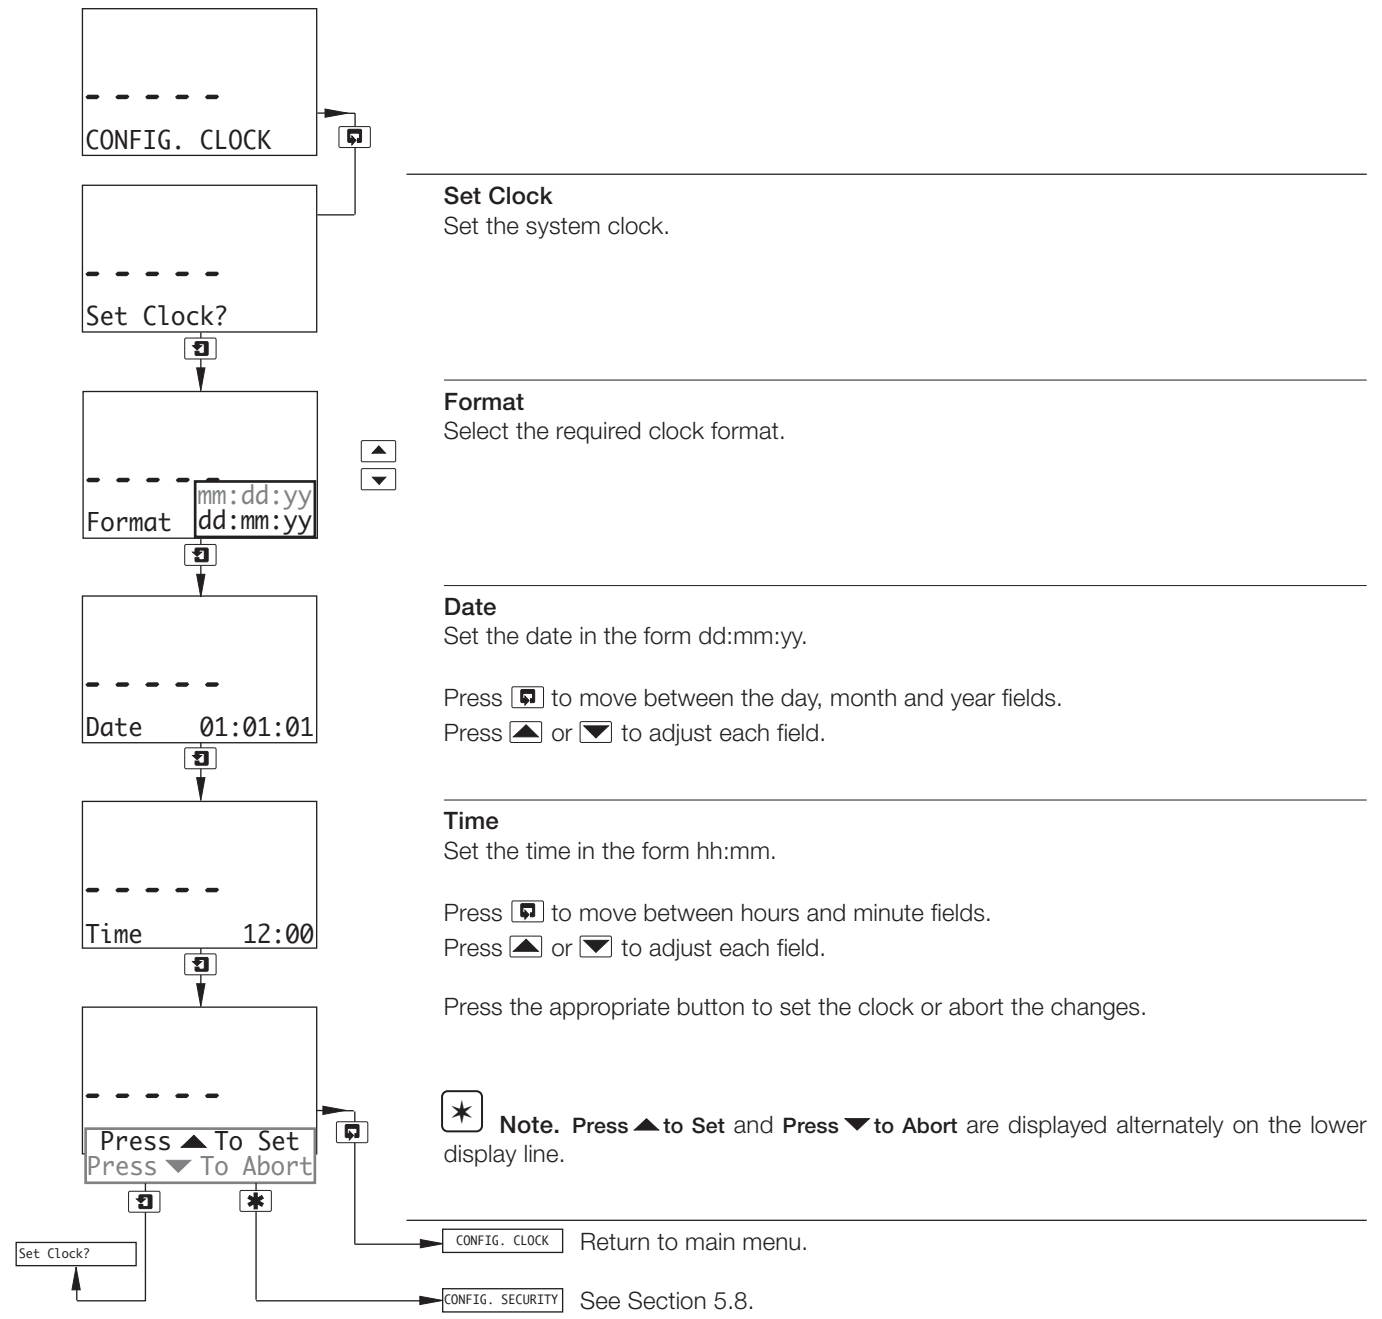 CONFIG. CLOCK
Set Clock
Set the system clock.
Set Clock?
Format
Select the required clock format.
mm:dd:yy
Format dd:mm:yy
Date
Set the date in the form dd:mm:yy.
Press to move between the day, month and year fields.
Press ▲ or ▼ to adjust each field.
Date 01:01:01
Time
Set the time in the form hh:mm.
Press to move between hours and minute fields.
Press ▲ or ▼ to adjust each field.
Time 12:00
Press the appropriate button to set the clock or abort the changes.
Note. Press ▲ to Set and Press ▼ to Abort are displayed alternately on the lower
display line.
Press ▲ To Set
Press ▼ To Abort
CONFIG. CLOCK Return to main menu.
Set Clock?
CONFIG. SECURITY See Section 5.8.